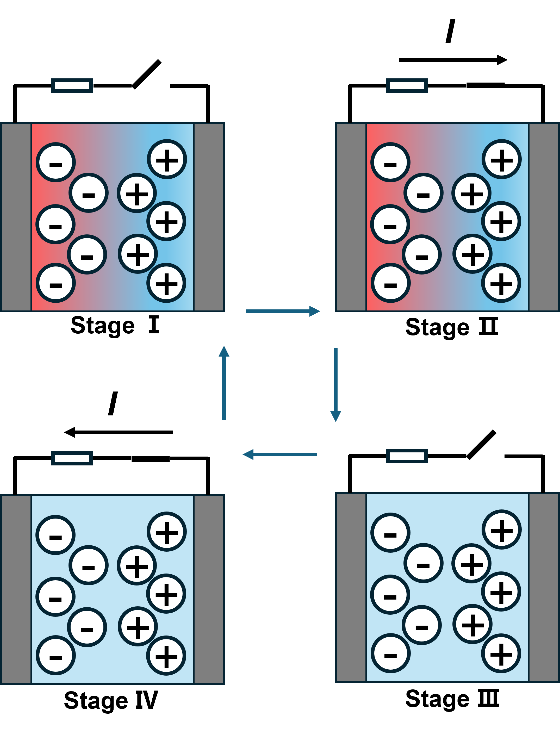 I
- - - - -
+ + + + +
- - - - -
+ + + + +
Stage Ⅰ
Stage Ⅱ
I
- - - - -
+ + + + +
- - - - -
+ + + + +
Stage Ⅳ
Stage Ⅲ